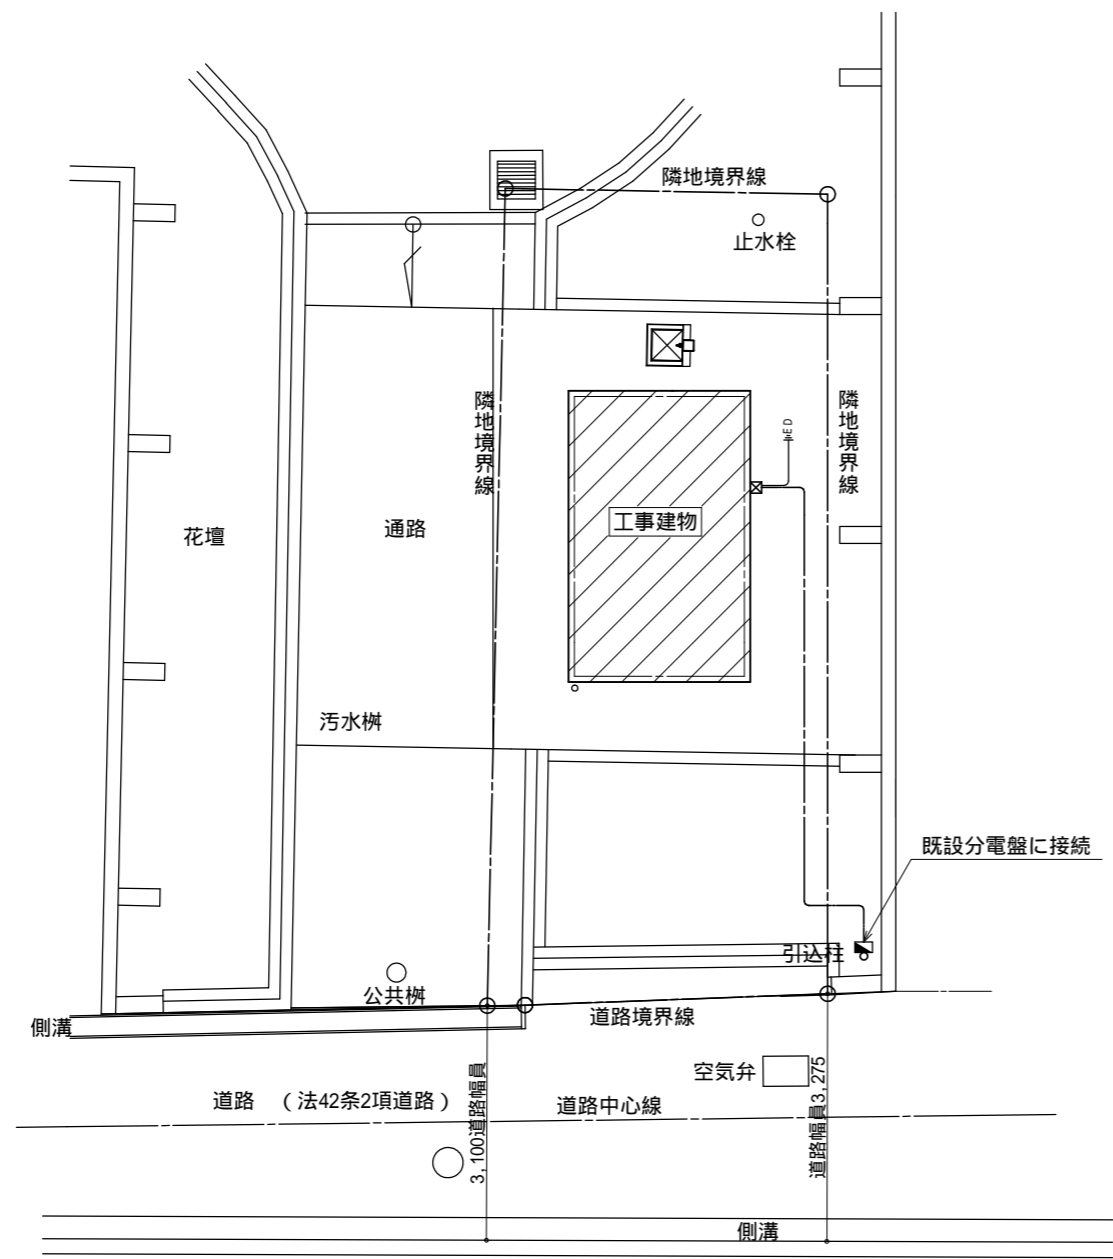 隣地境界線
止水栓
隣地境界線
隣地境界線
ED
工事建物
通路
花壇
汚水桝
既設分電盤に接続
引込柱
公共桝
道路境界線
側溝
空気弁
道路 （法42条2項道路）
道路中心線
3,100道路幅員
道路幅員3,275
側溝